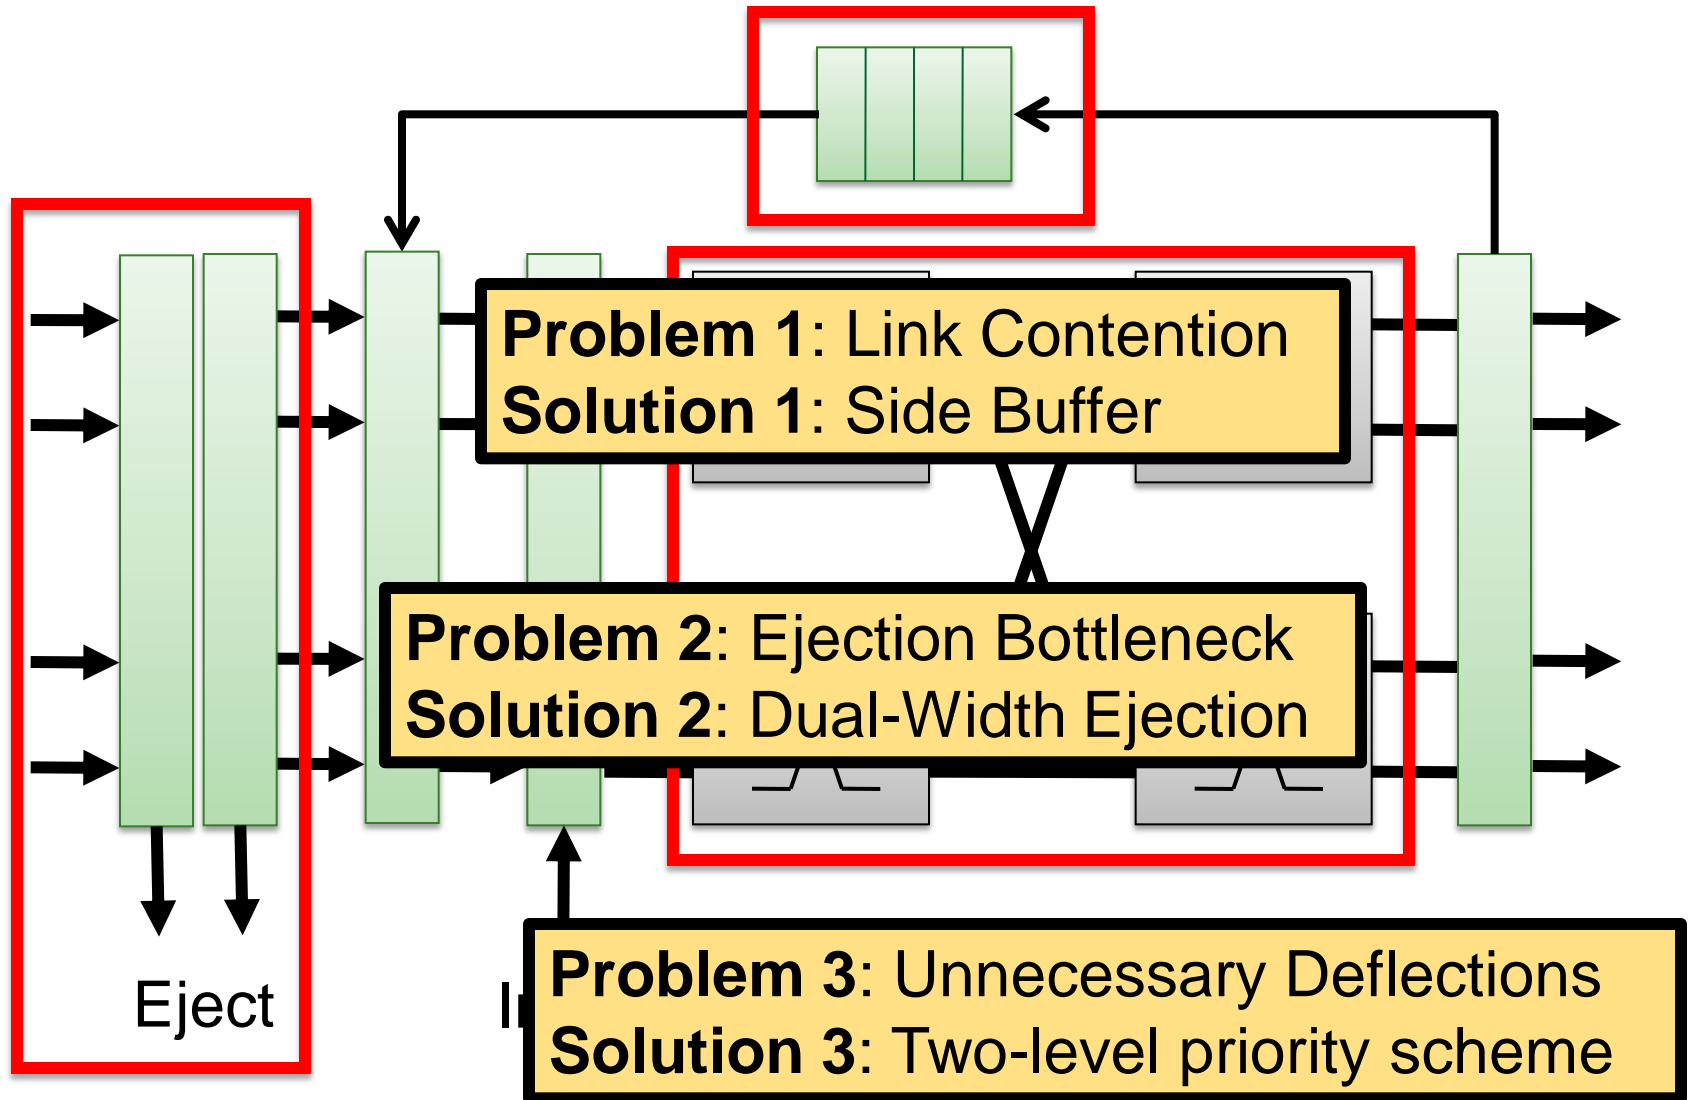 Problem 1: Link Contention
Solution 1: Side Buffer
Problem 2: Ejection Bottleneck
Solution 2: Dual-Width Ejection
Eject
Problem 3: Unnecessary Deflections
Solution 3: Two-level priority scheme